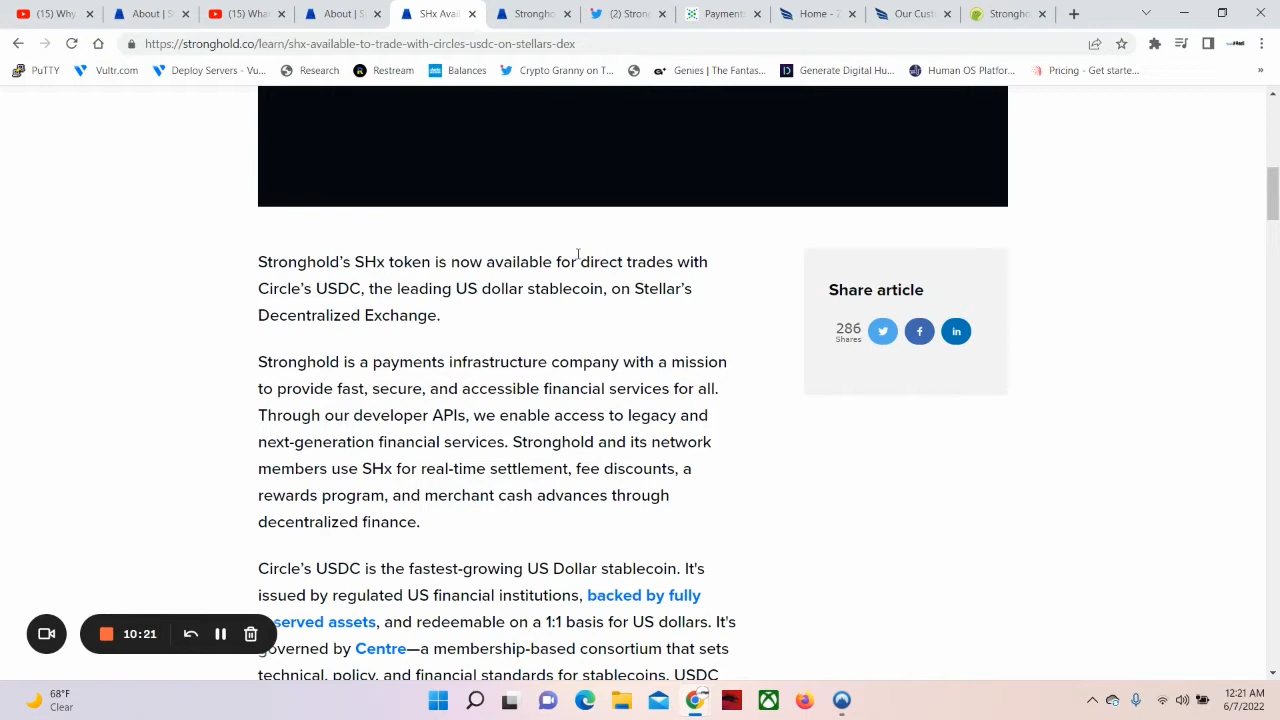 About | S
(15) Wha
About | S
(15) What
About | S
SHx Avai
Strongho
(2) Stron
Payment
Home - Z
Our Cust
Strongho
https://stronghold.co/learn/shx-available-to-trade-with-circles-usdc-on-stellars-dex
PuTTY
Vultr.com
Deploy Servers - Vu...
Research
Restream
Balances
Crypto Granny on T...
Genies | The Fantas...
Generate Digital Hu...
Human OS Platfor...
Pricing - Get starte...
»
Stronghold's SHx token is now available for direct trades with
Circle's USDC, the leading US dollar stablecoin, on Stellar's
Decentralized Exchange.
Share article
286
Shares
Stronghold is a payments infrastructure company with a mission
to provide fast, secure, and accessible financial services for all.
Through our developer APIs, we enable access to legacy and
next-generation financial services. Stronghold and its network
members use SHx for real-time settlement, fee discounts, a
rewards program, and merchant cash advances through
decentralized finance.
Circle's USDC is the fastest-growing US Dollar stablecoin. It's
issued by regulated US financial institutions, backed by fully
served assets, and redeemable on a 1:1 basis for US dollars. It's
governed by Centre—a membership-based consortium that sets
technical, policy, and financial standards for stablecoins. USDC
10:21
68°F
Clear
12:21 AM
6/7/2022